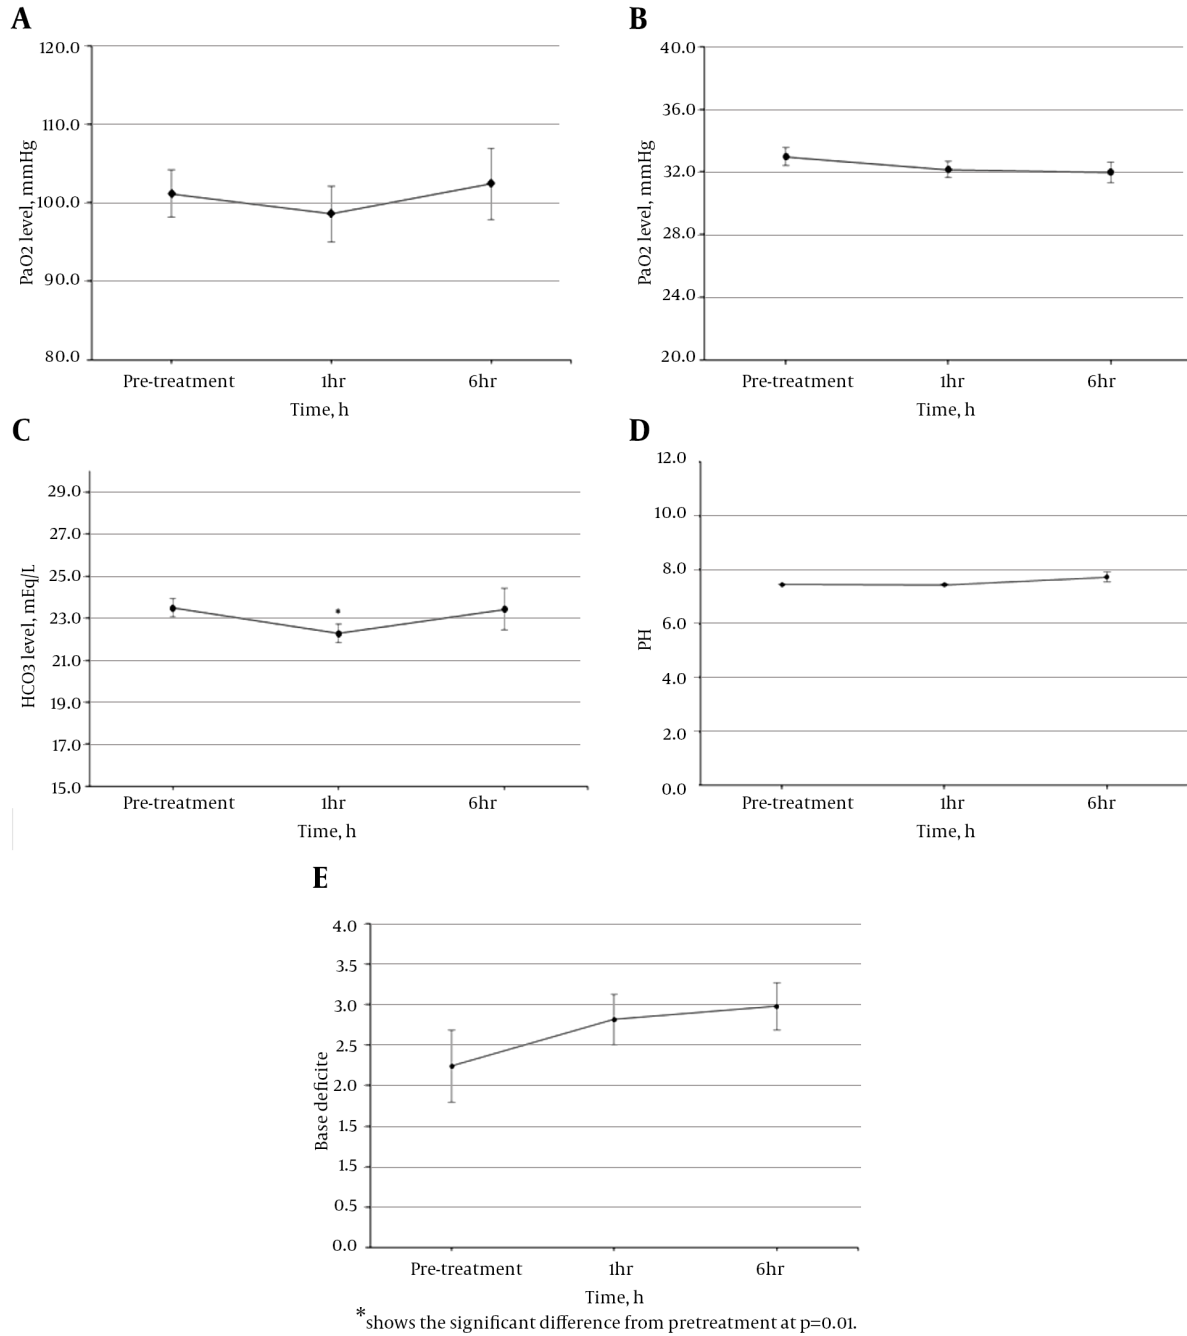 A
120.0
110.0
100.0
90.0
80.0
PaO2 level, mmHg
Pre-treatment 1hr 6hr
Time, h
B
40.0
36.0
32.0
28.0
24.0
20.0
PaO2 level, mmHg
Pre-treatment 1hr 6hr
Time, h
C
29.0
27.0
25.0
23.0
21.0
19.0
17.0
15.0
HCO3 level, mEq/L
*
Pre-treatment 1hr 6hr
Time, h
D
12.0
10.0
8.0
6.0
4.0
2.0
0.0
PH
Pre-treatment 1hr 6hr
Time, h
E
4.0
3.5
3.0
2.5
2.0
1.5
1.5
0.5
0.0
Base deficite
Pre-treatment 1hr 6hr
Time, h
*shows the significant difference from pretreatment at p=0.01.